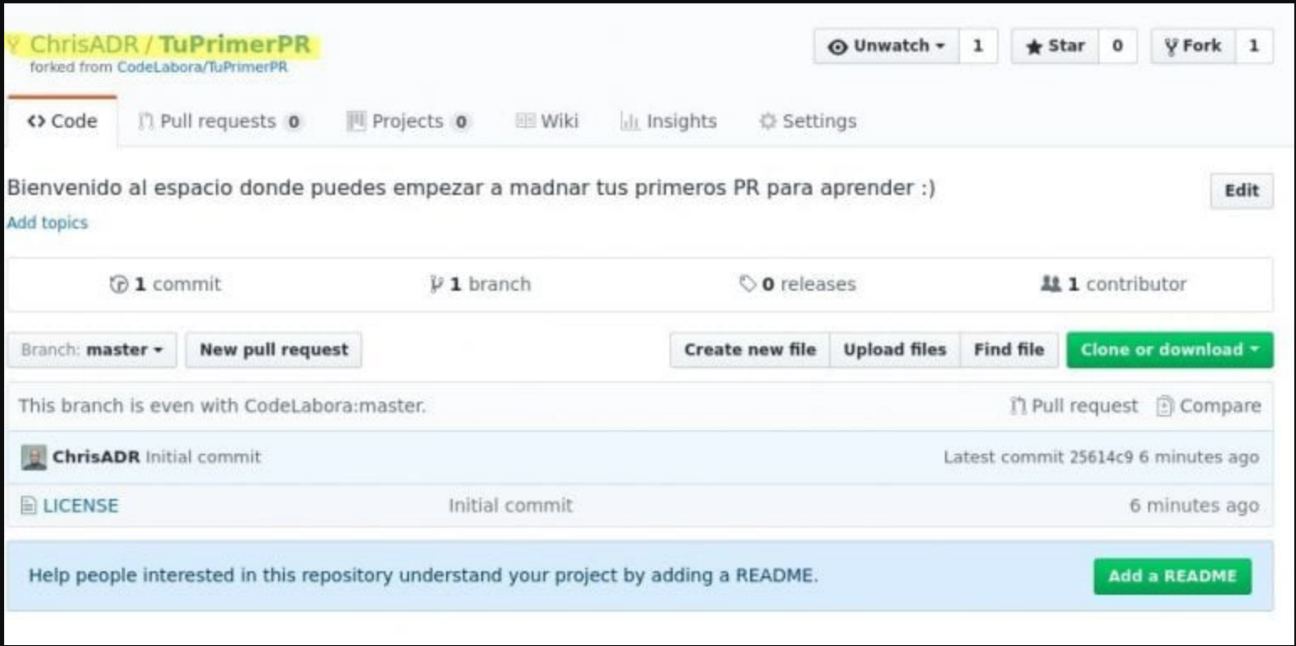 ChrisADR / TuPrimerPR Unwatch 1 Star 0 Fork 1
forked from CodeLabora/TuPrimerPR
Code Pull requests 0 Projects 0 Wiki Insights Settings
Bienvenido al espacio donde puedes empezar a madnar tus primeros PR para aprender :) Edit
Add topics
1 commit 1 branch 0 releases 1 contributor
Branch: master New pull request Create new file Upload files Find file Clone or download
This branch is even with CodeLabora:master. Pull request Compare
ChrisADR Initial commit Latest commit 25614c9 6 minutes ago
LICENSE Initial commit 6 minutes ago
Help people interested in this repository understand your project by adding a README. Add a README